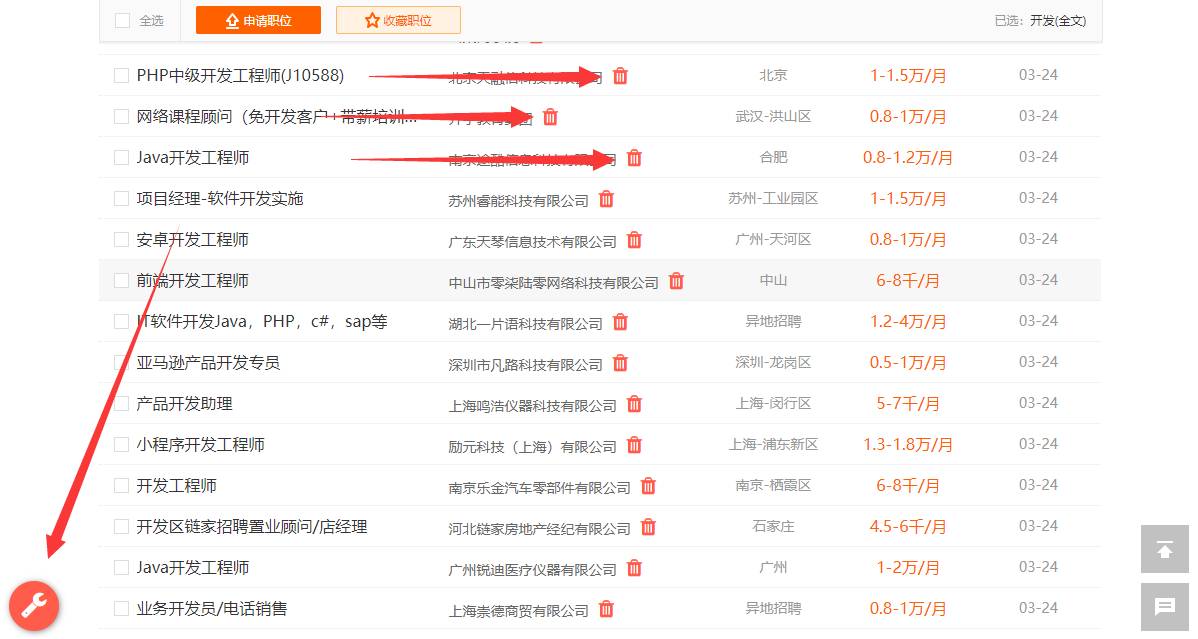 全选 申请职位 收藏职位 已选: 开发(全文)
PHP中级开发工程师(J10588) 北京 1-1.5万/月 03-24
网络课程顾问（免开发客户+带薪培训... 武汉-洪山区 0.8-1万/月 03-24
Java开发工程师 合肥 0.8-1.2万/月 03-24
项目经理-软件开发实施 苏州睿能科技有限公司 苏州-工业园区 1-1.5万/月 03-24
安卓开发工程师 广东天琴信息技术有限公司 广州-天河区 0.8-1万/月 03-24
前端开发工程师 中山市零柒陆零网络科技有限公司 中山 6-8千/月 03-24
IT软件开发Java，PHP，c#，sap等 湖北一片语科技有限公司 异地招聘 1.2-4万/月 03-24
亚马逊产品开发专员 深圳市凡路科技有限公司 深圳-龙岗区 0.5-1万/月 03-24
产品开发助理 上海鸣浩仪器科技有限公司 上海-闵行区 5-7千/月 03-24
小程序开发工程师 励元科技（上海）有限公司 上海-浦东新区 1.3-1.8万/月 03-24
开发工程师 南京乐金汽车零部件有限公司 南京-栖霞区 6-8千/月 03-24
开发区链家招聘置业顾问/店经理 河北链家房地产经纪有限公司 石家庄 4.5-6千/月 03-24
Java开发工程师 广州锐迪医疗仪器有限公司 广州 1-2万/月 03-24
业务开发员/电话销售 上海崇德商贸有限公司 异地招聘 0.8-1万/月 03-24